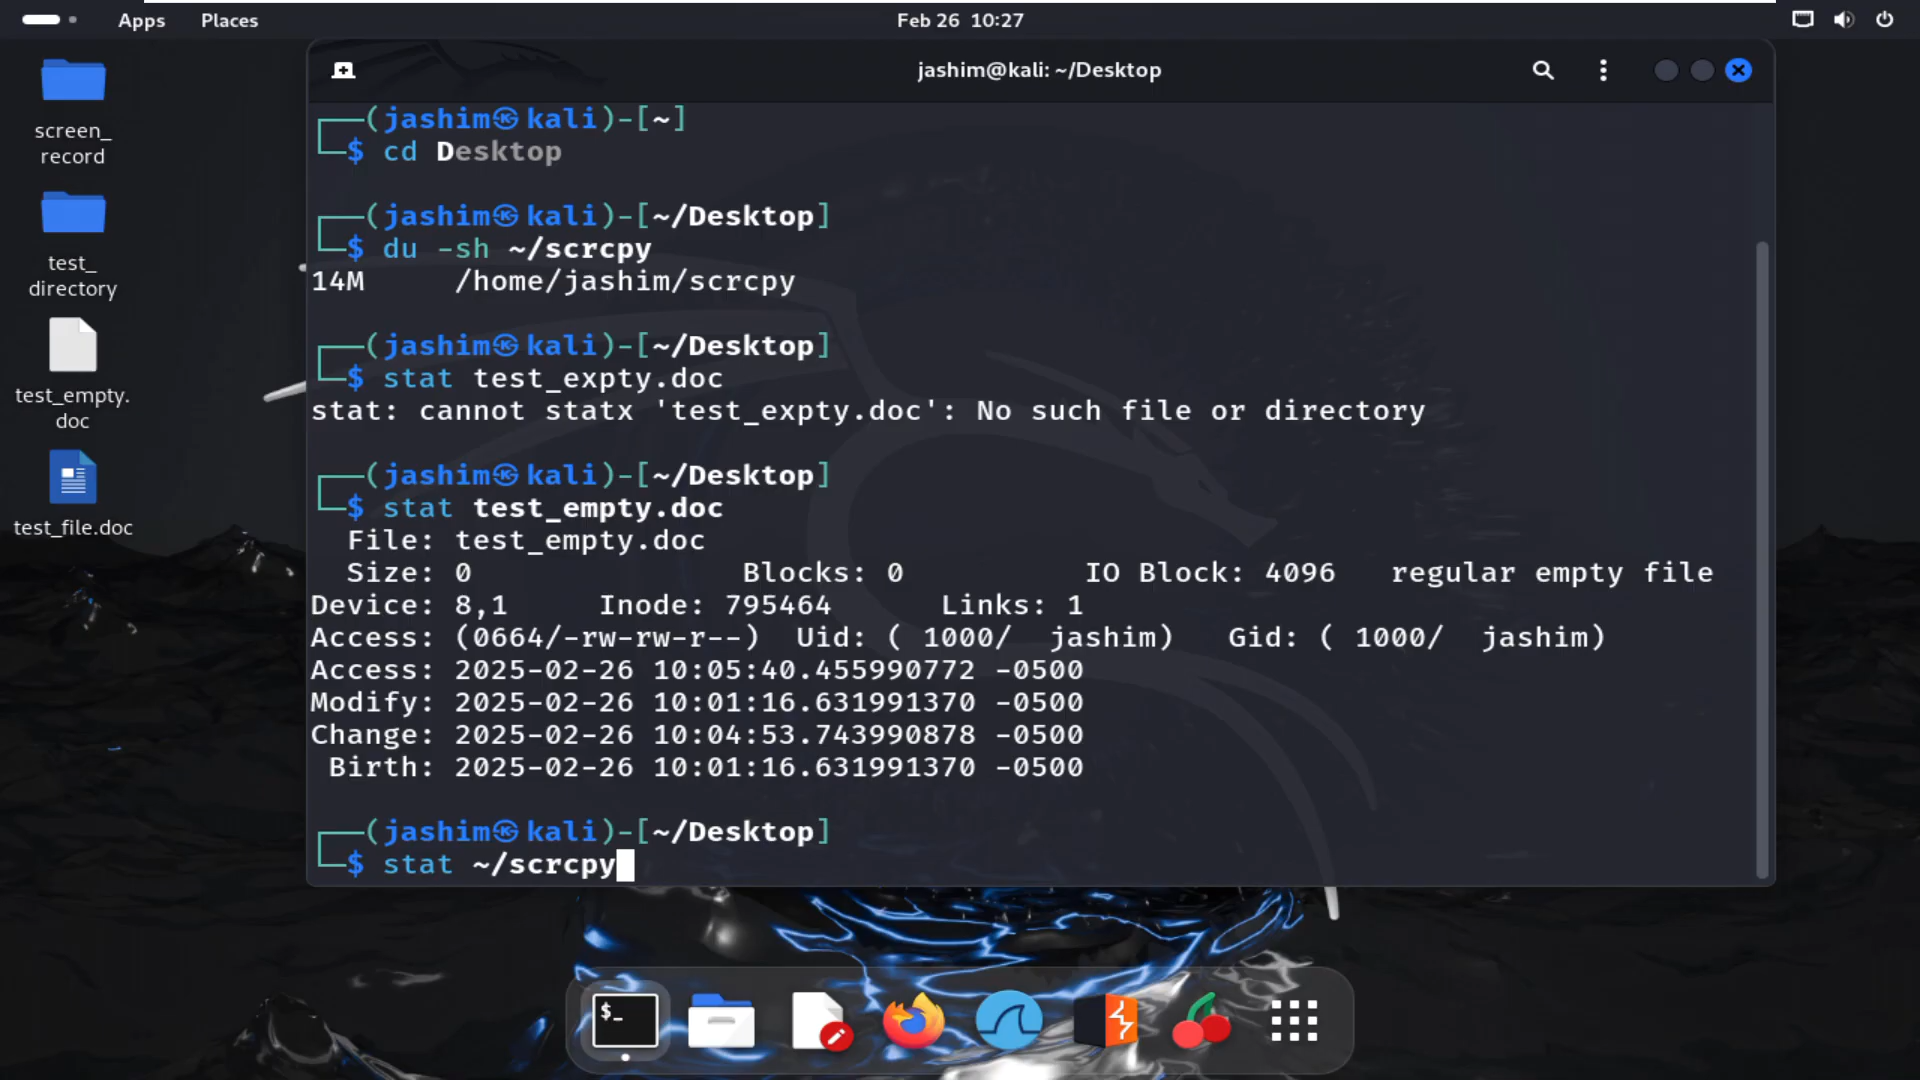 Apps Places Feb 26 10:27
jashim@kali: ~/Desktop
screen_
record
test_
directory
test_empty.
doc
test_file.doc
┌──(jashim㉿kali)-[~]
└─$ cd Desktop
┌──(jashim㉿kali)-[~/Desktop]
└─$ du -sh ~/scrcpy
14M /home/jashim/scrcpy
┌──(jashim㉿kali)-[~/Desktop]
└─$ stat test_expty.doc
stat: cannot statx 'test_expty.doc': No such file or directory
┌──(jashim㉿kali)-[~/Desktop]
└─$ stat test_empty.doc
File: test_empty.doc
Size: 0 Blocks: 0 IO Block: 4096 regular empty file
Device: 8,1 Inode: 795464 Links: 1
Access: (0664/-rw-rw-r--) Uid: ( 1000/ jashim) Gid: ( 1000/ jashim)
Access: 2025-02-26 10:05:40.455990772 -0500
Modify: 2025-02-26 10:01:16.631991370 -0500
Change: 2025-02-26 10:04:53.743990878 -0500
Birth: 2025-02-26 10:01:16.631991370 -0500
┌──(jashim㉿kali)-[~/Desktop]
└─$ stat ~/scrcpy
$_